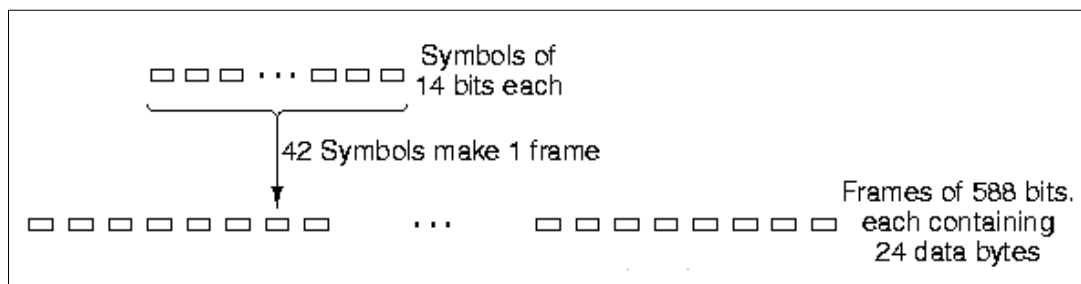 Symbols of
14 bits each
42 Symbols make 1 frame
Frames of 588 bits.
each containing
24 data bytes